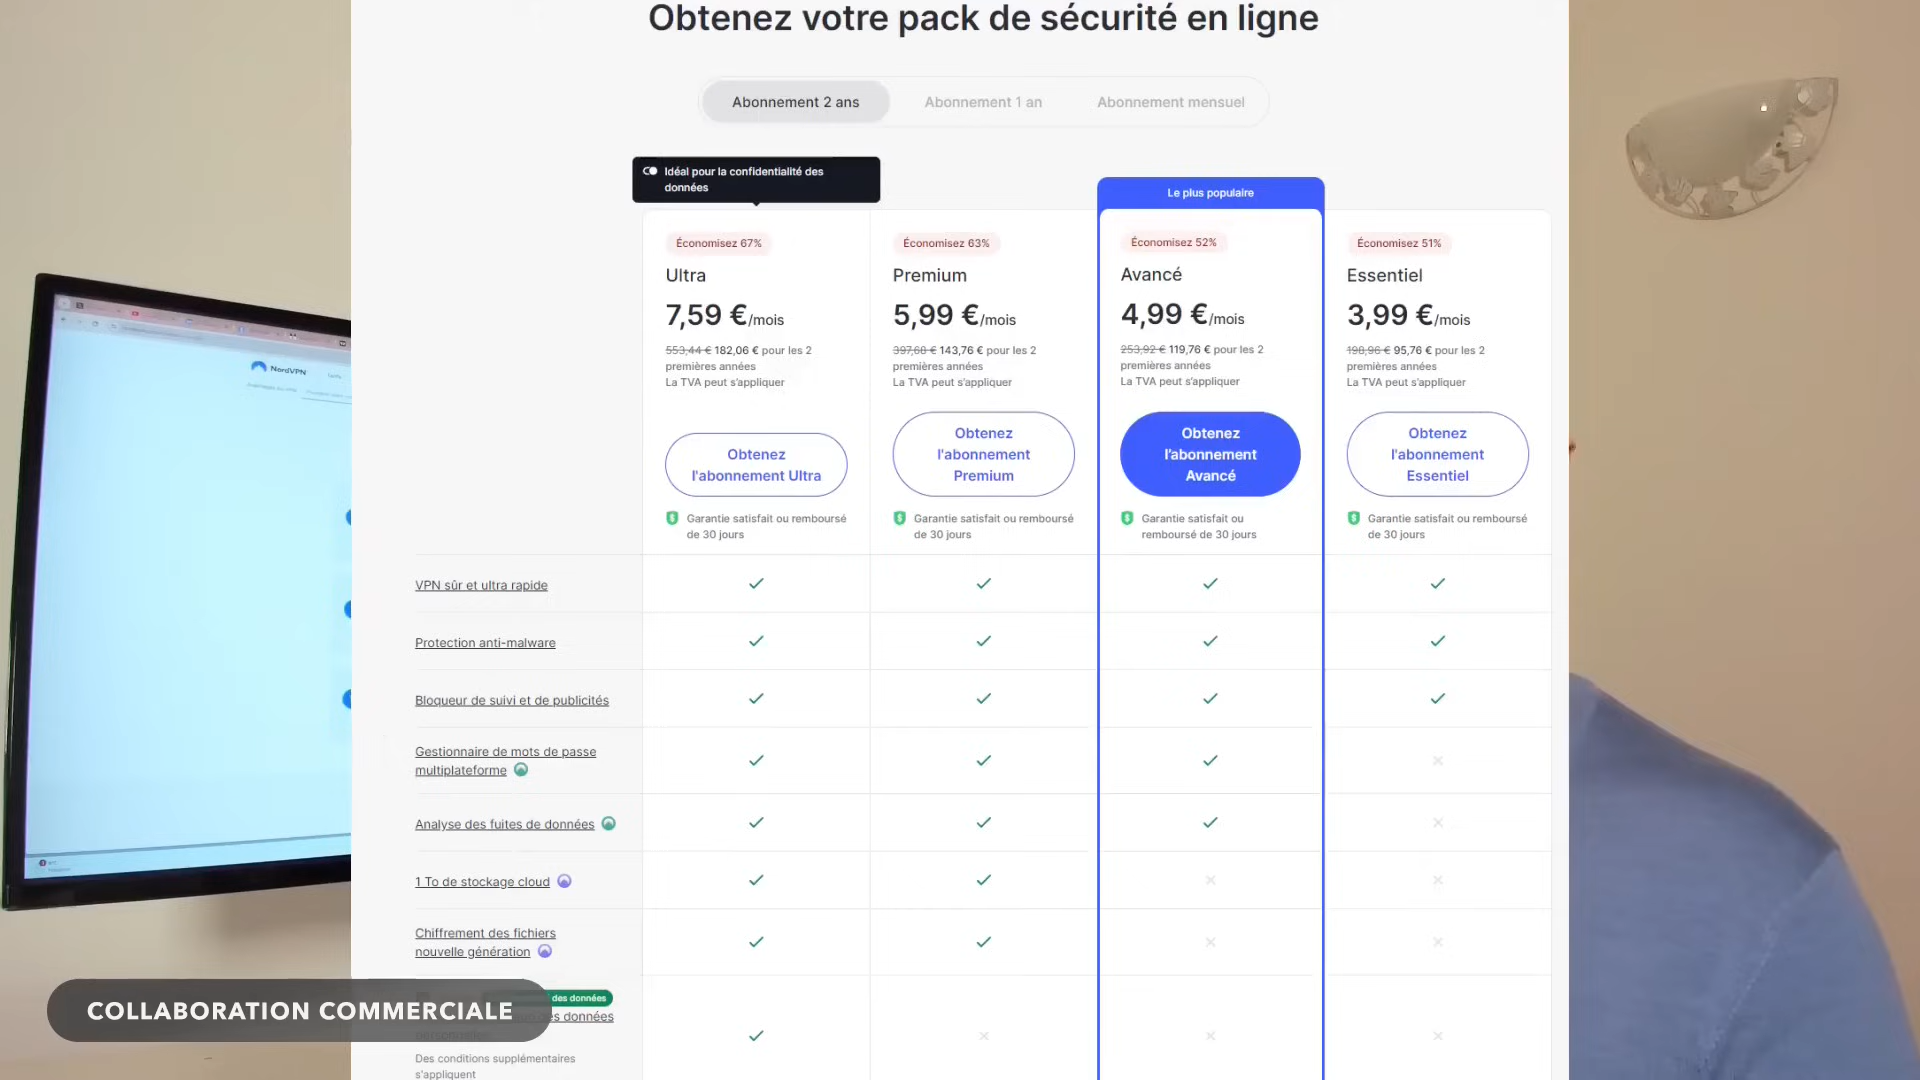 Obtenez votre pack de sécurité en ligne
Abonnement 2 ans
Abonnement 1 an
Abonnement mensuel
Idéal pour la confidentialité des
données
Le plus populaire
Économisez 67%
Ultra
7,59 €/mois
553,44 € 182,06 € pour les 2
premières années
La TVA peut s'appliquer
Obtenez
l'abonnement Ultra
Garantie satisfait ou remboursé
de 30 jours
Économisez 63%
Premium
5,99 €/mois
397,68 € 143,76 € pour les 2
premières années
La TVA peut s'appliquer
Obtenez
l'abonnement
Premium
Garantie satisfait ou remboursé
de 30 jours
Économisez 52%
Avancé
4,99 €/mois
253,92 € 119,76 € pour les 2
premières années
La TVA peut s'appliquer
Obtenez
l'abonnement
Avancé
Garantie satisfait ou
remboursé de 30 jours
Économisez 51%
Essentiel
3,99 €/mois
198,96 € 95,76 € pour les 2
premières années
La TVA peut s'appliquer
Obtenez
l'abonnement
Essentiel
Garantie satisfait ou remboursé
de 30 jours
VPN sûr et ultra rapide
Protection anti-malware
Bloqueur de suivi et de publicités
Gestionnaire de mots de passe
multiplateforme
Analyse des fuites de données
1 To de stockage cloud
Chiffrement des fichiers
nouvelle génération
des données
des données
Des conditions supplémentaires
s'appliquent
NordVPN
COLLABORATION COMMERCIALE